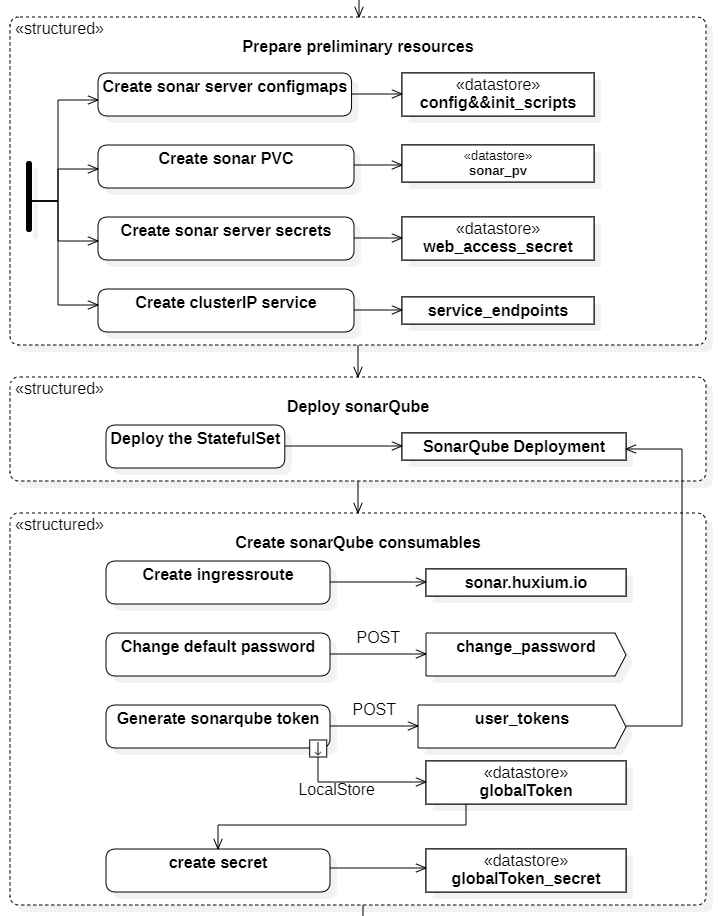 «structured»
Prepare preliminary resources
Create sonar server configmaps
«datastore»
config&&init_scripts
Create sonar PVC
«datastore»
sonar_pv
Create sonar server secrets
«datastore»
web_access_secret
Create clusterIP service
service_endpoints
«structured»
Deploy sonarQube
Deploy the StatefulSet
SonarQube Deployment
«structured»
Create sonarQube consumables
Create ingressroute
sonar.huxium.io
Change default password
POST
change_password
Generate sonarqube token
POST
user_tokens
LocalStore
«datastore»
globalToken
create secret
«datastore»
globalToken_secret